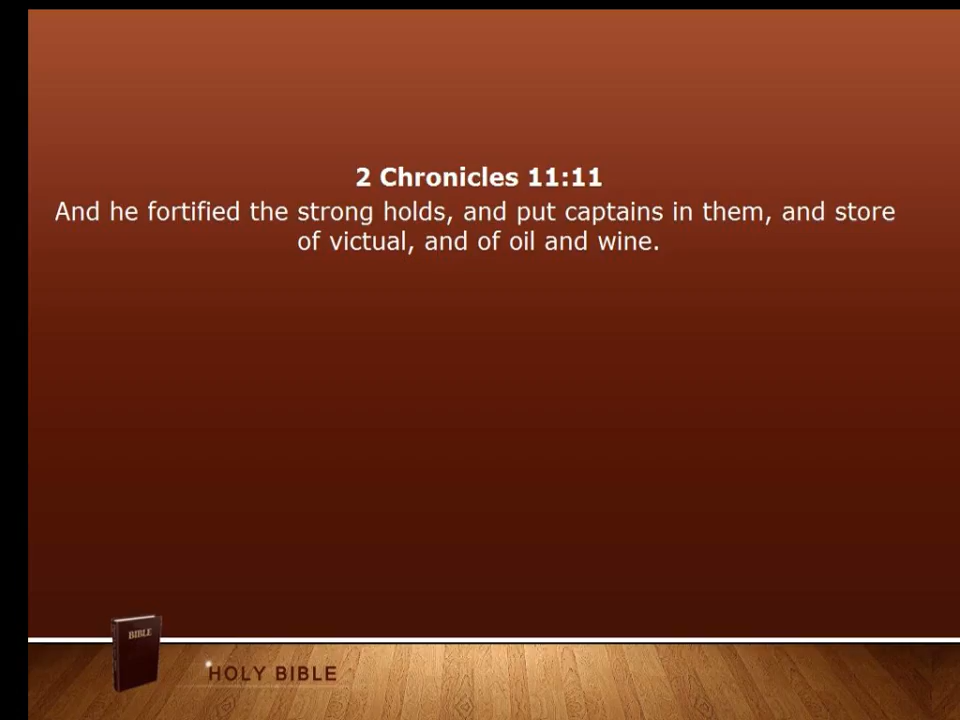 2 Chronicles 11:11
And he fortified the strong holds, and put captains in them, and store
of victual, and of oil and wine.
BIBLE
HOLY BIBLE